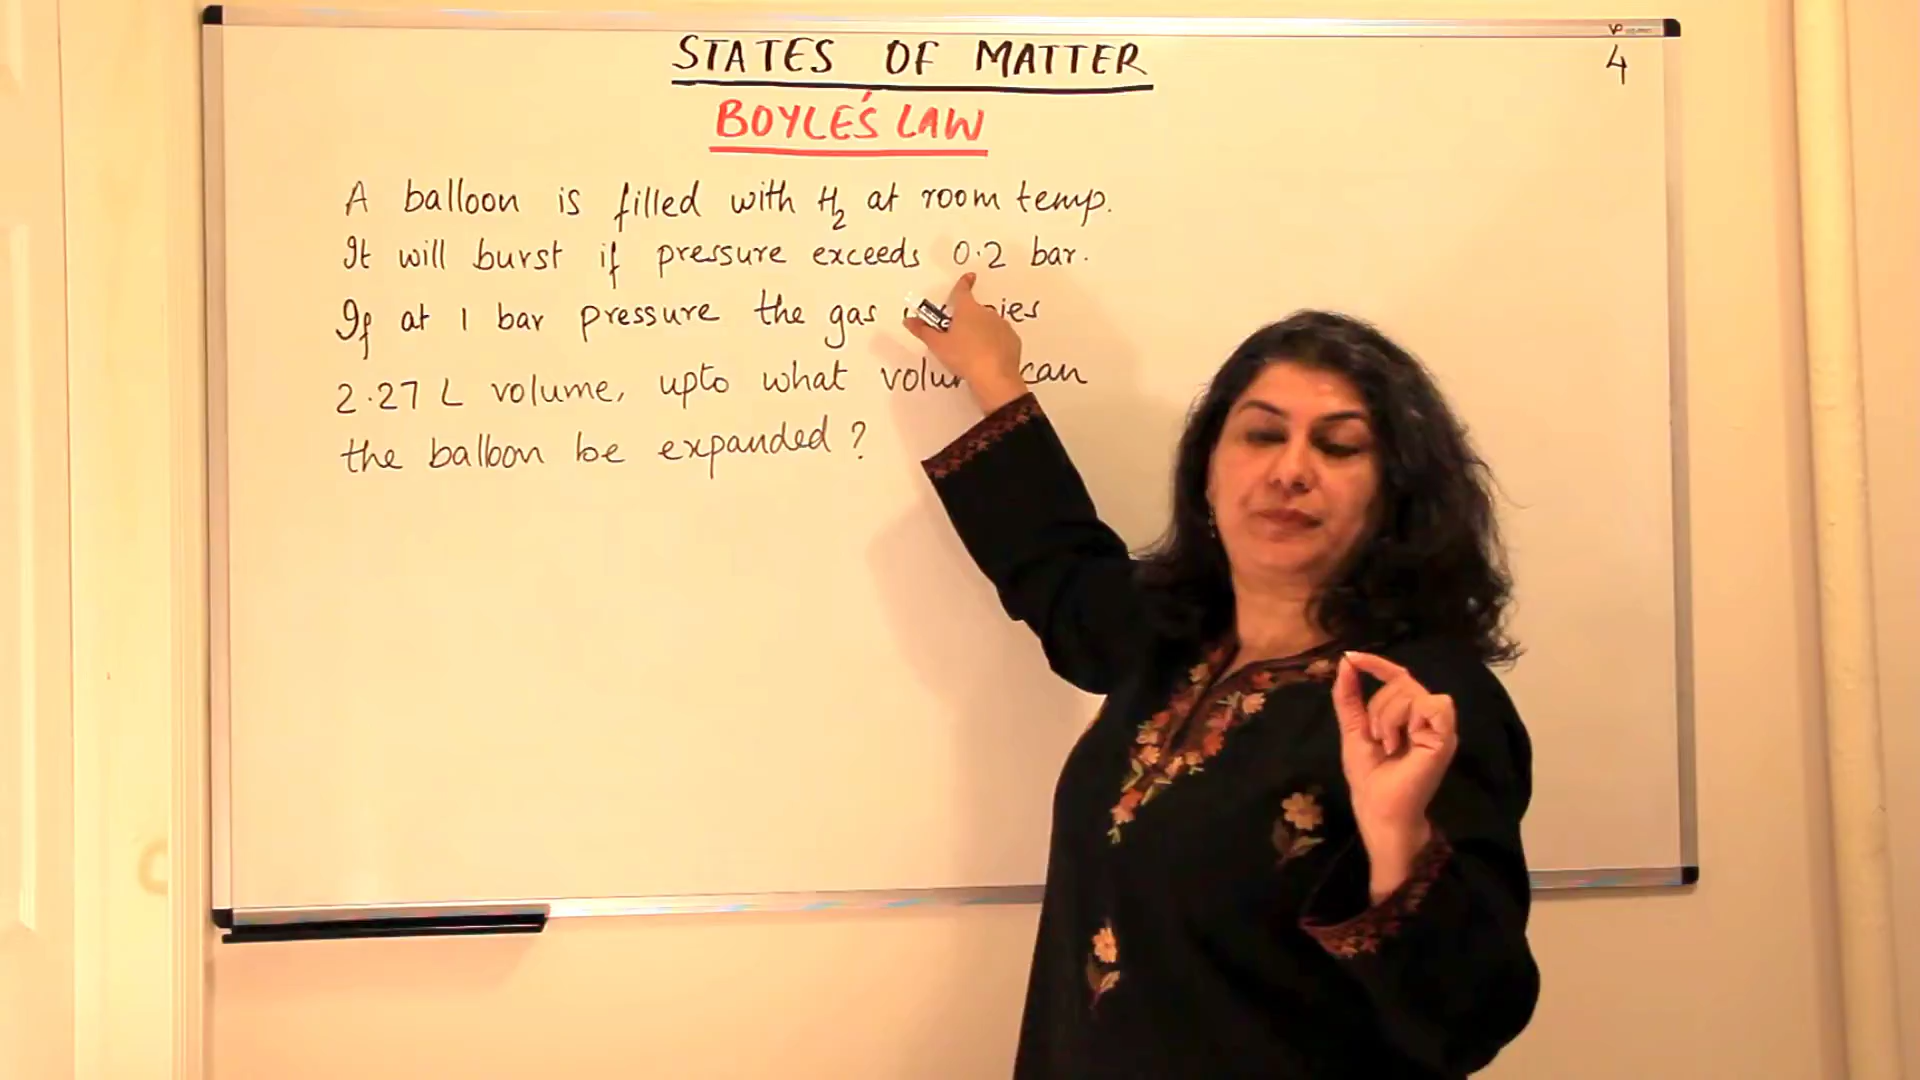 STATES OF MATTER
4
BOYLE'S LAW
A balloon is filled with H2 at room temp.
It will burst if pressure exceeds 0.2 bar.
If at 1 bar pressure the gas
2.27 L volume, upto what can
the balloon be expanded?